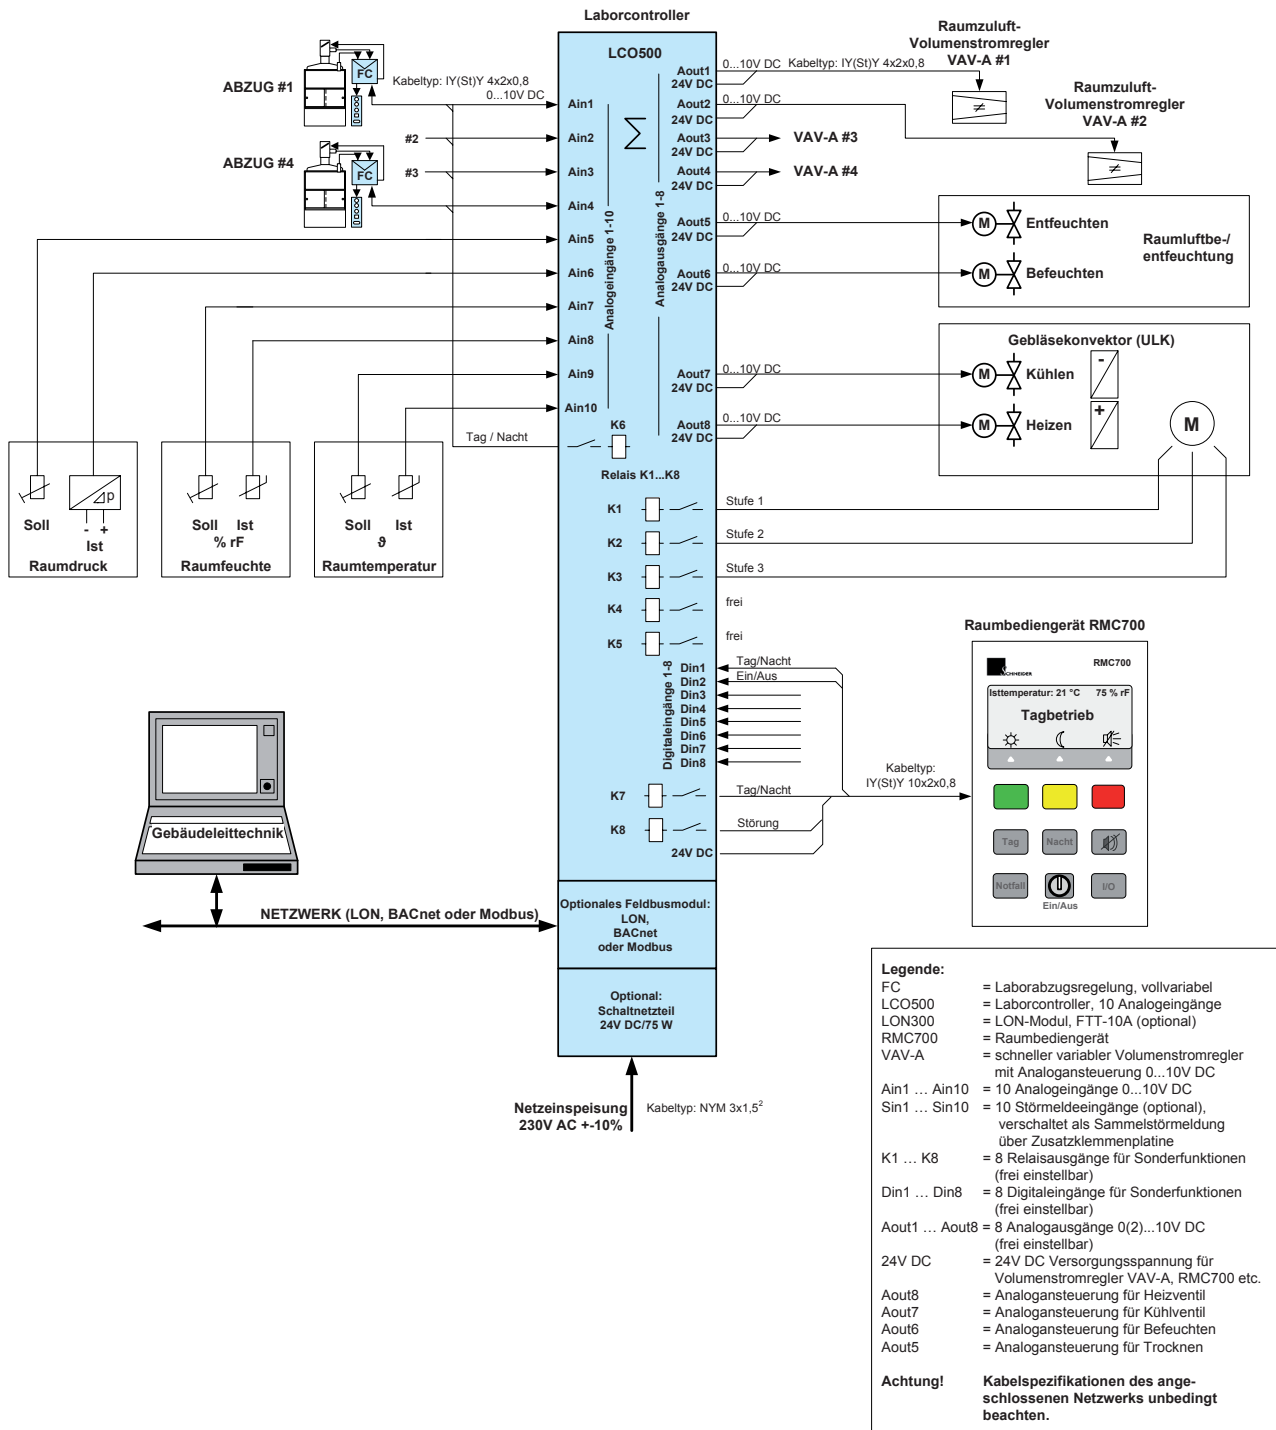 Laborcontroller
LCO500
Raumzuluft-
Volumenstromregler
VAV-A #1
Raumzuluft-
Volumenstromregler
VAV-A #2
ABZUG #1
FC
Kabeltyp: IY(St)Y 4x2x0,8
0...10V DC
#2
#3
ABZUG #4
FC
Ain1
Ain2
Ain3
Ain4
Ain5
Ain6
Ain7
Ain8
Ain9
Ain10
Analogeingänge 1-10
Σ
Analogausgänge 1-8
Aout1
24V DC
0...10V DC
Kabeltyp: IY(St)Y 4x2x0,8
≠
Aout2
24V DC
0...10V DC
≠
Aout3
24V DC
VAV-A #3
Aout4
24V DC
VAV-A #4
Aout5
24V DC
0...10V DC
M
Entfeuchten
Raumluftbe-/
entfeuchtung
Aout6
24V DC
0...10V DC
M
Befeuchten
Gebläsekonvektor (ULK)
Aout7
24V DC
0...10V DC
M
Kühlen
-
Aout8
24V DC
0...10V DC
M
Heizen
+
M
Tag / Nacht
K6
Relais K1...K8
K1
Stufe 1
K2
Stufe 2
K3
Stufe 3
K4
frei
K5
frei
Soll
⊿p
- +
Ist
Raumdruck
Soll Ist
% rF
Raumfeuchte
Soll Ist
ϑ
Raumtemperatur
Digitaleingänge 1-8
Din1
Tag/Nacht
Din2
Ein/Aus
Din3
Din4
Din5
Din6
Din7
Din8
K7
Tag/Nacht
K8
Störung
24V DC
Kabeltyp:
IY(St)Y 10x2x0,8
Raumbediengerät RMC700
SCHNEIDER
RMC700
Isttemperatur: 21 °C 75 % rF
Tagbetrieb
Tag
Nacht
Notfall
Ein/Aus
I/O
Gebäudeleittechnik
NETZWERK (LON, BACnet oder Modbus)
Optionales Feldbusmodul:
LON,
BACnet
oder Modbus
Optional:
Schaltnetzteil
24V DC/75 W
Netzeinspeisung
230V AC +-10%
Kabeltyp: NYM 3x1,5²
Legende:
FC = Laborabzugsregelung, vollvariabel
LCO500 = Laborcontroller, 10 Analogeingänge
LON300 = LON-Modul, FTT-10A (optional)
RMC700 = Raumbediengerät
VAV-A = schneller variabler Volumenstromregler
mit Analogansteuerung 0...10V DC
Ain1 … Ain10 = 10 Analogeingänge 0...10V DC
Sin1 … Sin10 = 10 Störmeldeeingänge (optional),
verschaltet als Sammelstörmeldung
über Zusatzklemmenplatine
K1 … K8 = 8 Relaisausgänge für Sonderfunktionen
(frei einstellbar)
Din1 … Din8 = 8 Digitaleingänge für Sonderfunktionen
(frei einstellbar)
Aout1 … Aout8 = 8 Analogausgänge 0(2)...10V DC
(frei einstellbar)
24V DC = 24V DC Versorgungsspannung für
Volumenstromregler VAV-A, RMC700 etc.
Aout8 = Analogansteuerung für Heizventil
Aout7 = Analogansteuerung für Kühlventil
Aout6 = Analogansteuerung für Befeuchten
Aout5 = Analogansteuerung für Trocknen
Achtung! Kabelspezifikationen des ange-
schlossenen Netzwerks unbedingt
beachten.